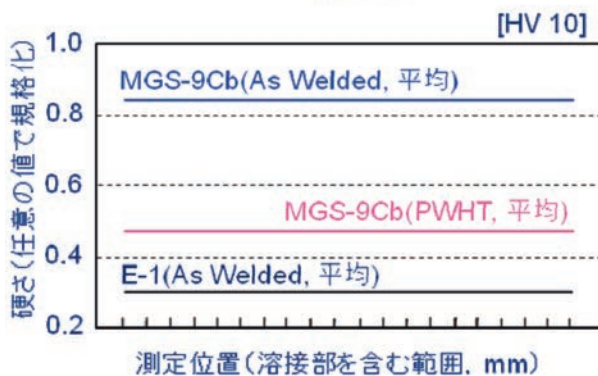 [HV 10]
硬さ(任意の値で規格化)
1.0
MGS-9Cb(As Welded, 平均)
0.8
0.6
MGS-9Cb(PWHT, 平均)
0.4
E-1(As Welded, 平均)
0.2
測定位置(溶接部を含む範囲, mm)